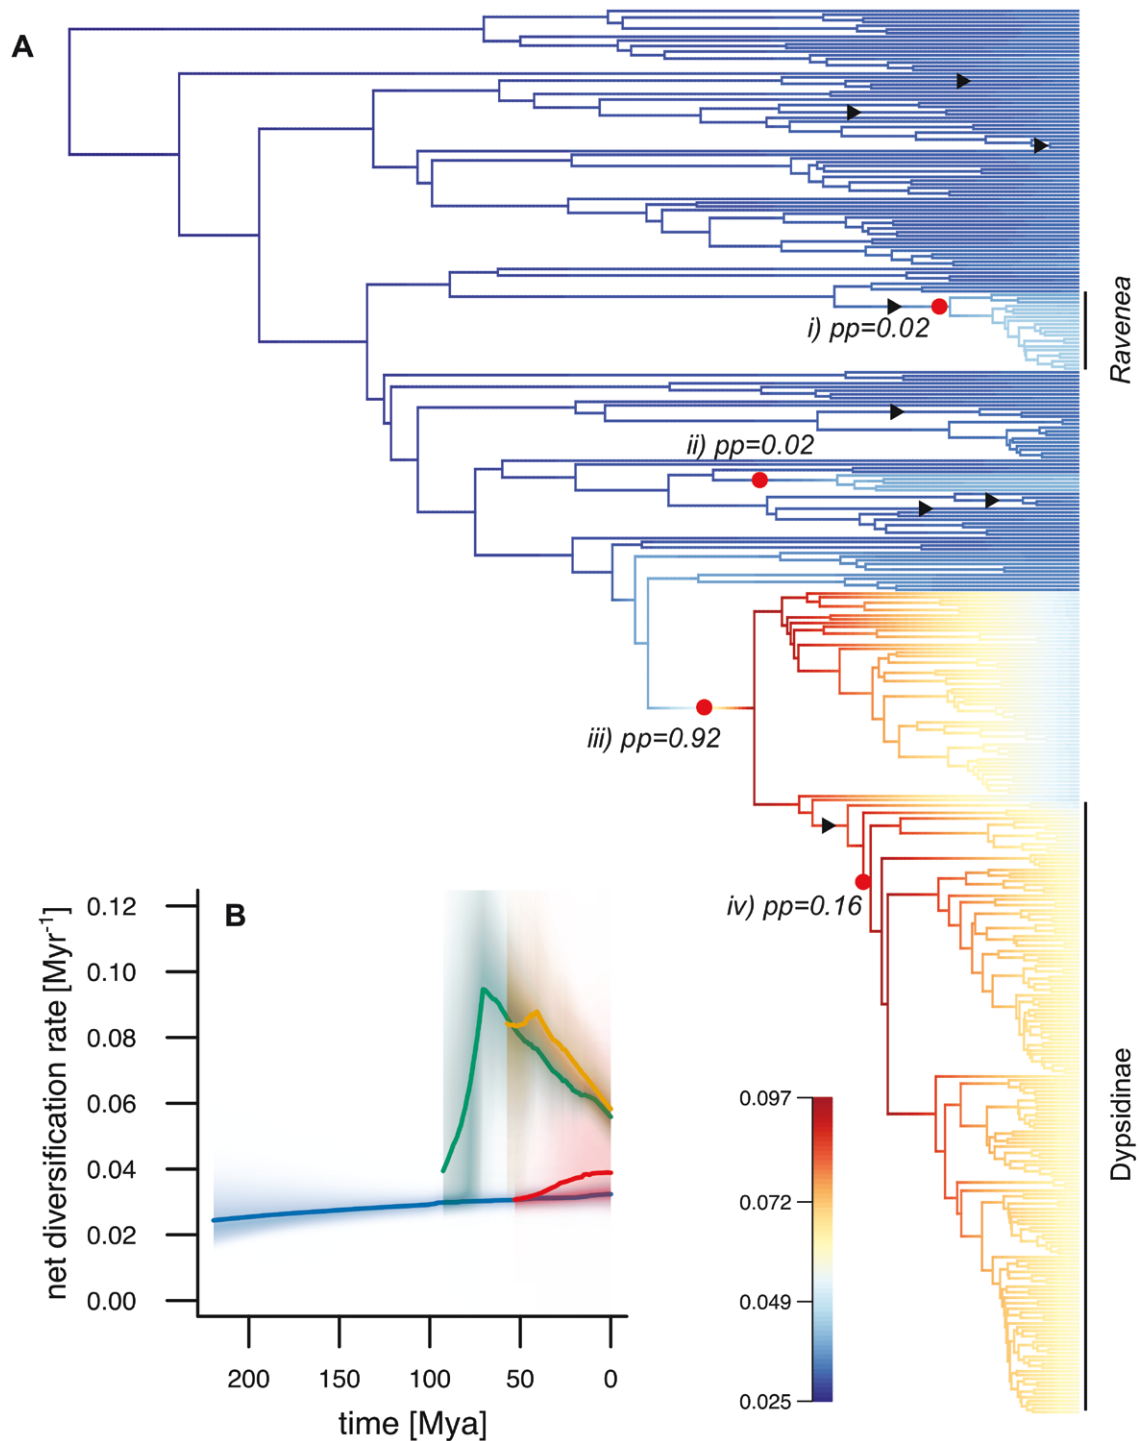 A
i) pp=0.02
Ravenea
ii) pp=0.02
iii) pp=0.92
iv) pp=0.16
Dypsidinae
B
net diversification rate [Myr-1]
0.12
0.10
0.08
0.06
0.04
0.02
0.00
200 150 100 50 0
time [Mya]
0.097
0.072
0.049
0.025